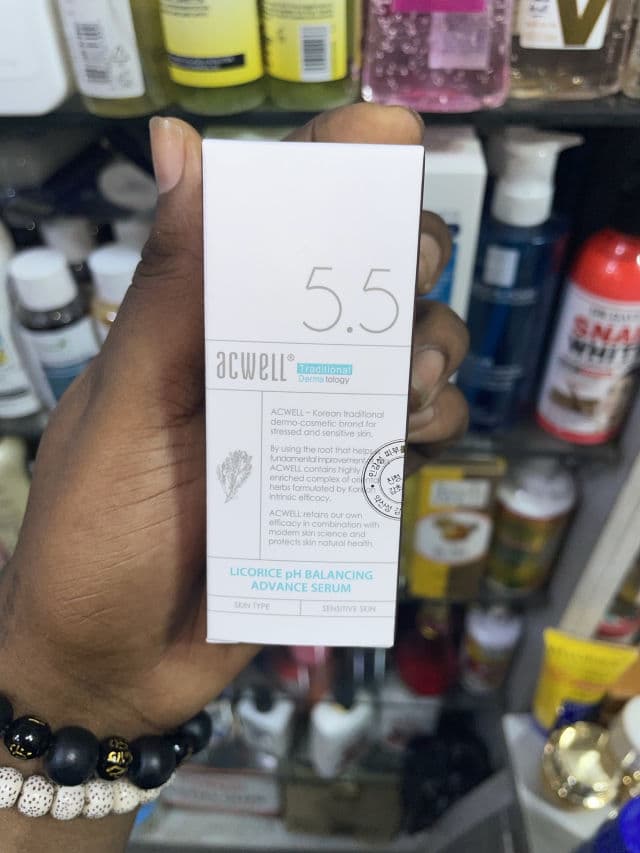 5.5
acwell® Traditional
Dermatology
ACWELL – Korean traditional
dermo-cosmetic brand for
stressed and sensitive skin.
By using the root that helps
fundamental improvement,
ACWELL contains highly
enriched complex of
herbs formulated by
intrinsic efficacy.
ACWELL retains our own
efficacy in combination with
modern skin science and
protects skin natural health.
LICORICE pH BALANCING
ADVANCE SERUM
SKIN TYPE
SENSITIVE SKIN
V
WHITE